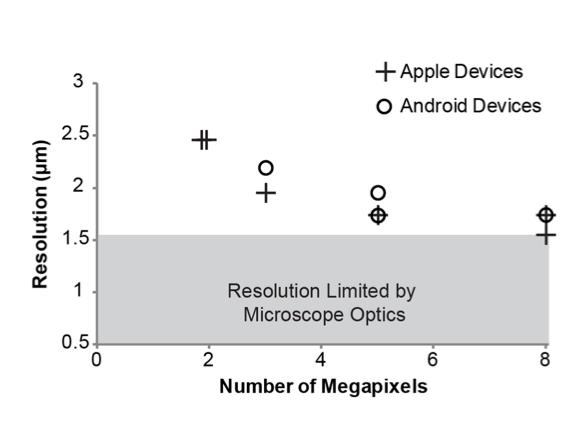 Apple Devices
Android Devices
3
2.5
2
1.5
1
0.5
Resolution (µm)
Resolution Limited by
Microscope Optics
0 2 4 6 8
Number of Megapixels